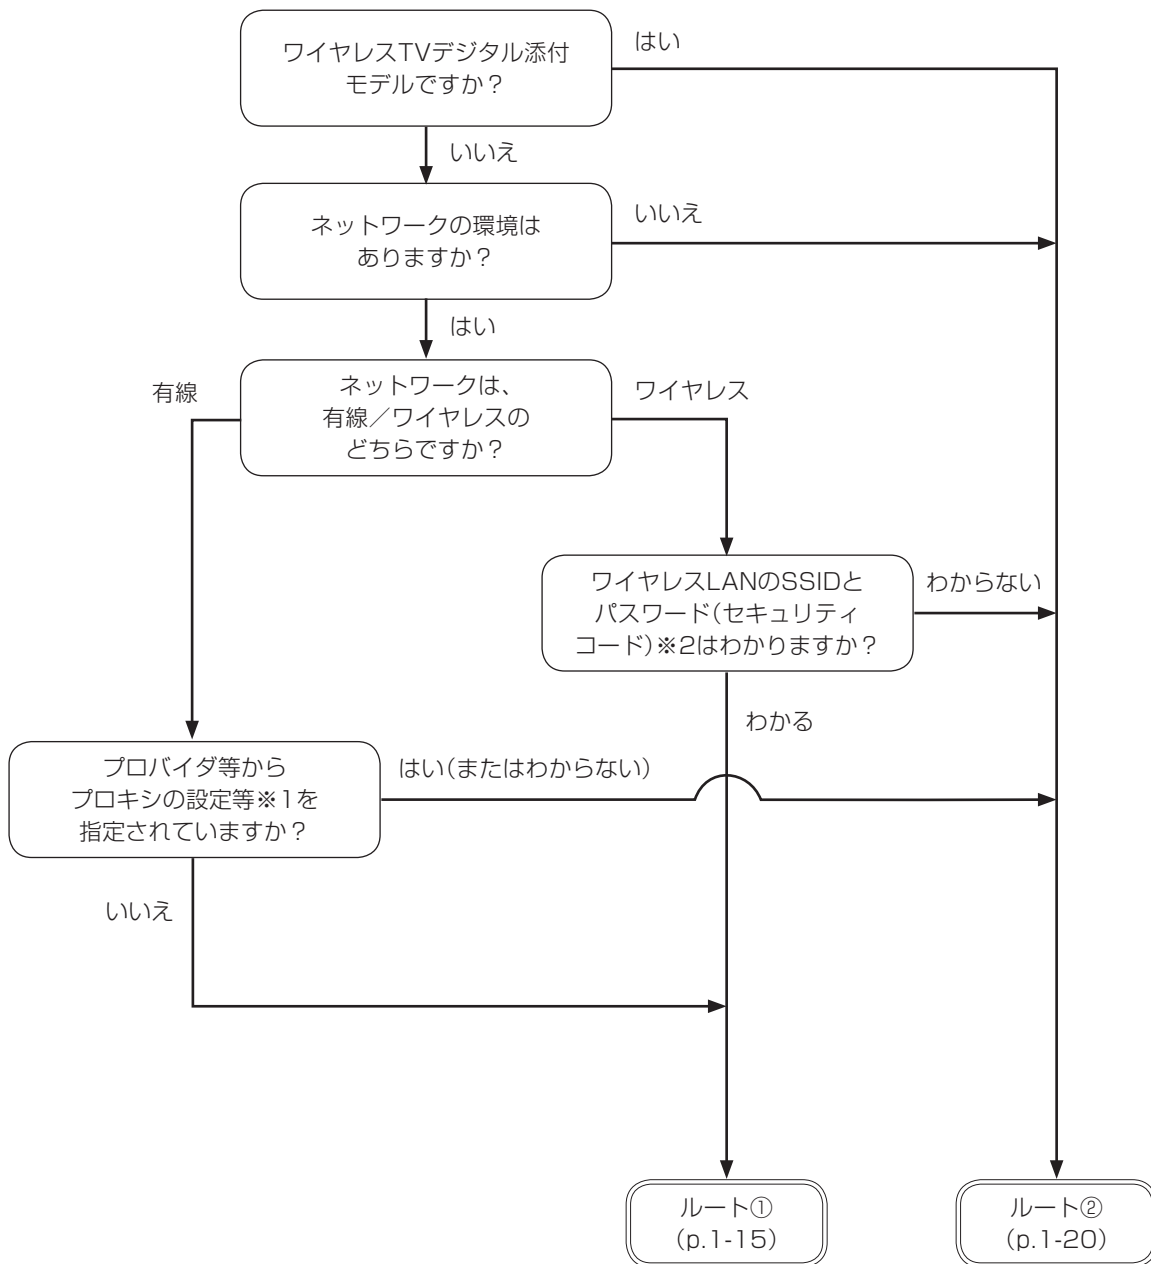 ワイヤレスTVデジタル添付
モデルですか？
はい
いいえ
ネットワークの環境は
ありますか？
いいえ
はい
ネットワークは、
有線／ワイヤレスの
どちらですか？
有線
ワイヤレス
ワイヤレスLANのSSIDと
パスワード（セキュリティ
コード）※2はわかりますか？
わからない
わかる
プロバイダ等から
プロキシの設定等※1を
指定されていますか？
はい（またはわからない）
いいえ
ルート①
（p.1-15）
ルート②
（p.1-20）